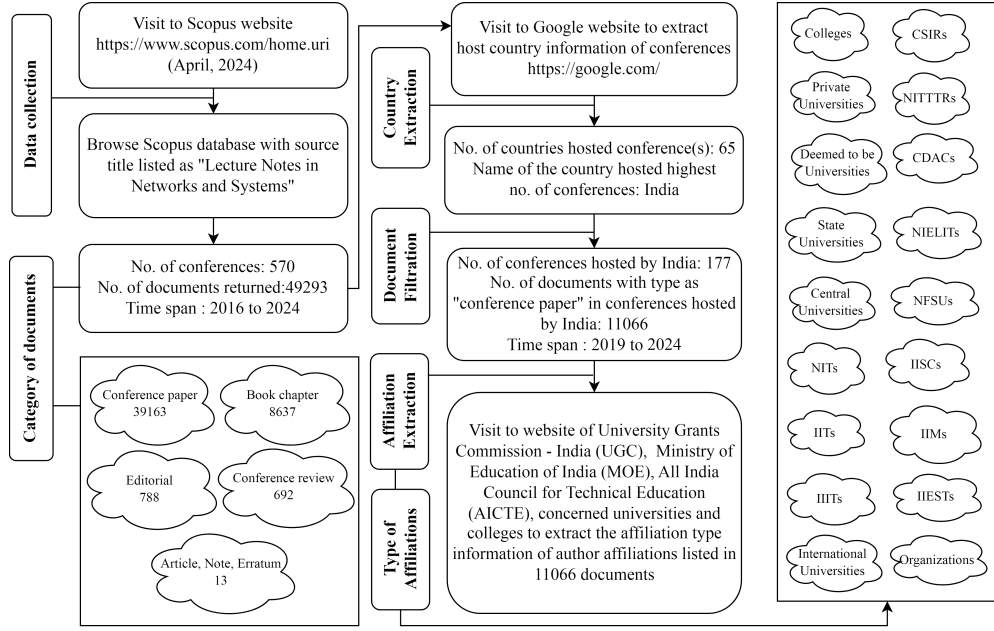 Data collection
Visit to Scopus website
https://www.scopus.com/home.uri
(April, 2024)
Browse Scopus database with source
title listed as "Lecture Notes in
Networks and Systems"
Category of documents
No. of conferences: 570
No. of documents returned:49293
Time span : 2016 to 2024
Conference paper
39163
Book chapter
8637
Editorial
788
Conference review
692
Article, Note, Erratum
13
Country
Extraction
Visit to Google website to extract
host country information of conferences
https://google.com/
No. of countries hosted conference(s): 65
Name of the country hosted highest
no. of conferences: India
Document
Filtration
No. of conferences hosted by India: 177
No. of documents with type as
"conference paper" in conferences hosted
by India: 11066
Time span : 2019 to 2024
Affiliation
Extraction
Type of
Affiliations
Visit to website of University Grants
Commission - India (UGC), Ministry of
Education of India (MOE), All India
Council for Technical Education
(AICTE), concerned universities and
colleges to extract the affiliation type
information of author affiliations listed in
11066 documents
Colleges
CSIRs
Private
Universities
NITTTRs
Deemed to be
Universities
CDACs
State
Universities
NIELITs
Central
Universities
NFSUs
NITs
IISCs
IITs
IIMs
IIITs
IIESTs
International
Universities
Organizations